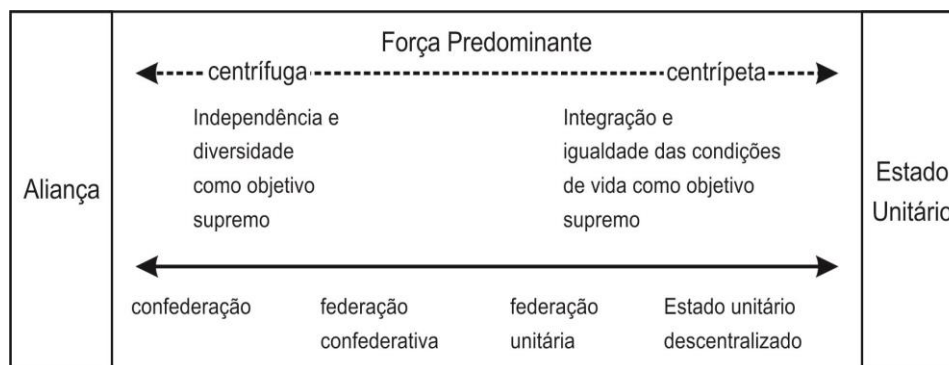 Força Predominante
centrífuga
centrípeta
Independência e
diversidade
como objetivo
supremo
Integração e
igualdade das condições
de vida como objetivo
supremo
Aliança
Estado
Unitário
confederação
federação
confederativa
federação
unitária
Estado unitário
descentralizado